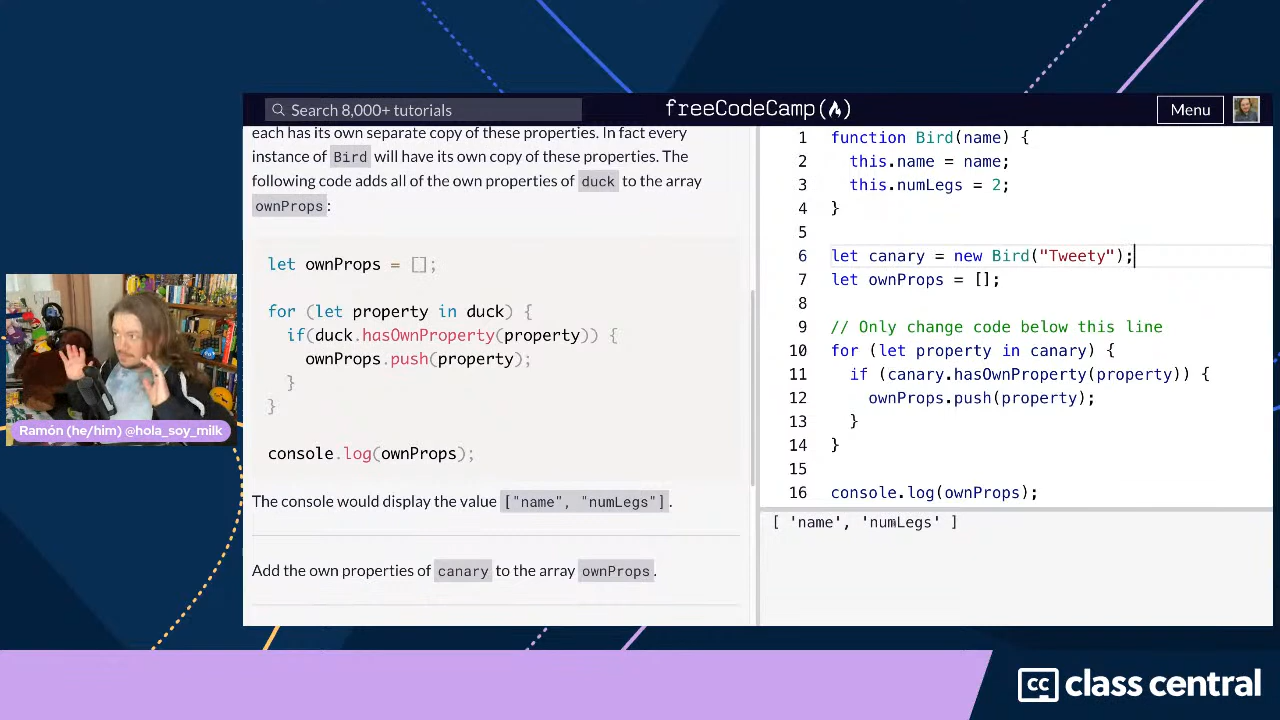 Search 8,000+ tutorials
freeCodeCamp
Menu
each has its own separate copy of these properties. In fact every
instance of Bird will have its own copy of these properties. The
following code adds all of the own properties of duck to the array
ownProps:
let ownProps = [];
for (let property in duck) {
if(duck.hasOwnProperty(property)) {
ownProps.push(property);
}
}
console.log(ownProps);
The console would display the value ["name", "numLegs"].
Add the own properties of canary to the array ownProps.
1 function Bird(name) {
2 this.name = name;
3 this.numLegs = 2;
4 }
5
6 let canary = new Bird("Tweety");
7 let ownProps = [];
8
9 // Only change code below this line
10 for (let property in canary) {
11 if (canary.hasOwnProperty(property)) {
12 ownProps.push(property);
13 }
14 }
15
16 console.log(ownProps);
[ 'name', 'numLegs' ]
Ramón (he/him) @hola_soy_milk
cc class central